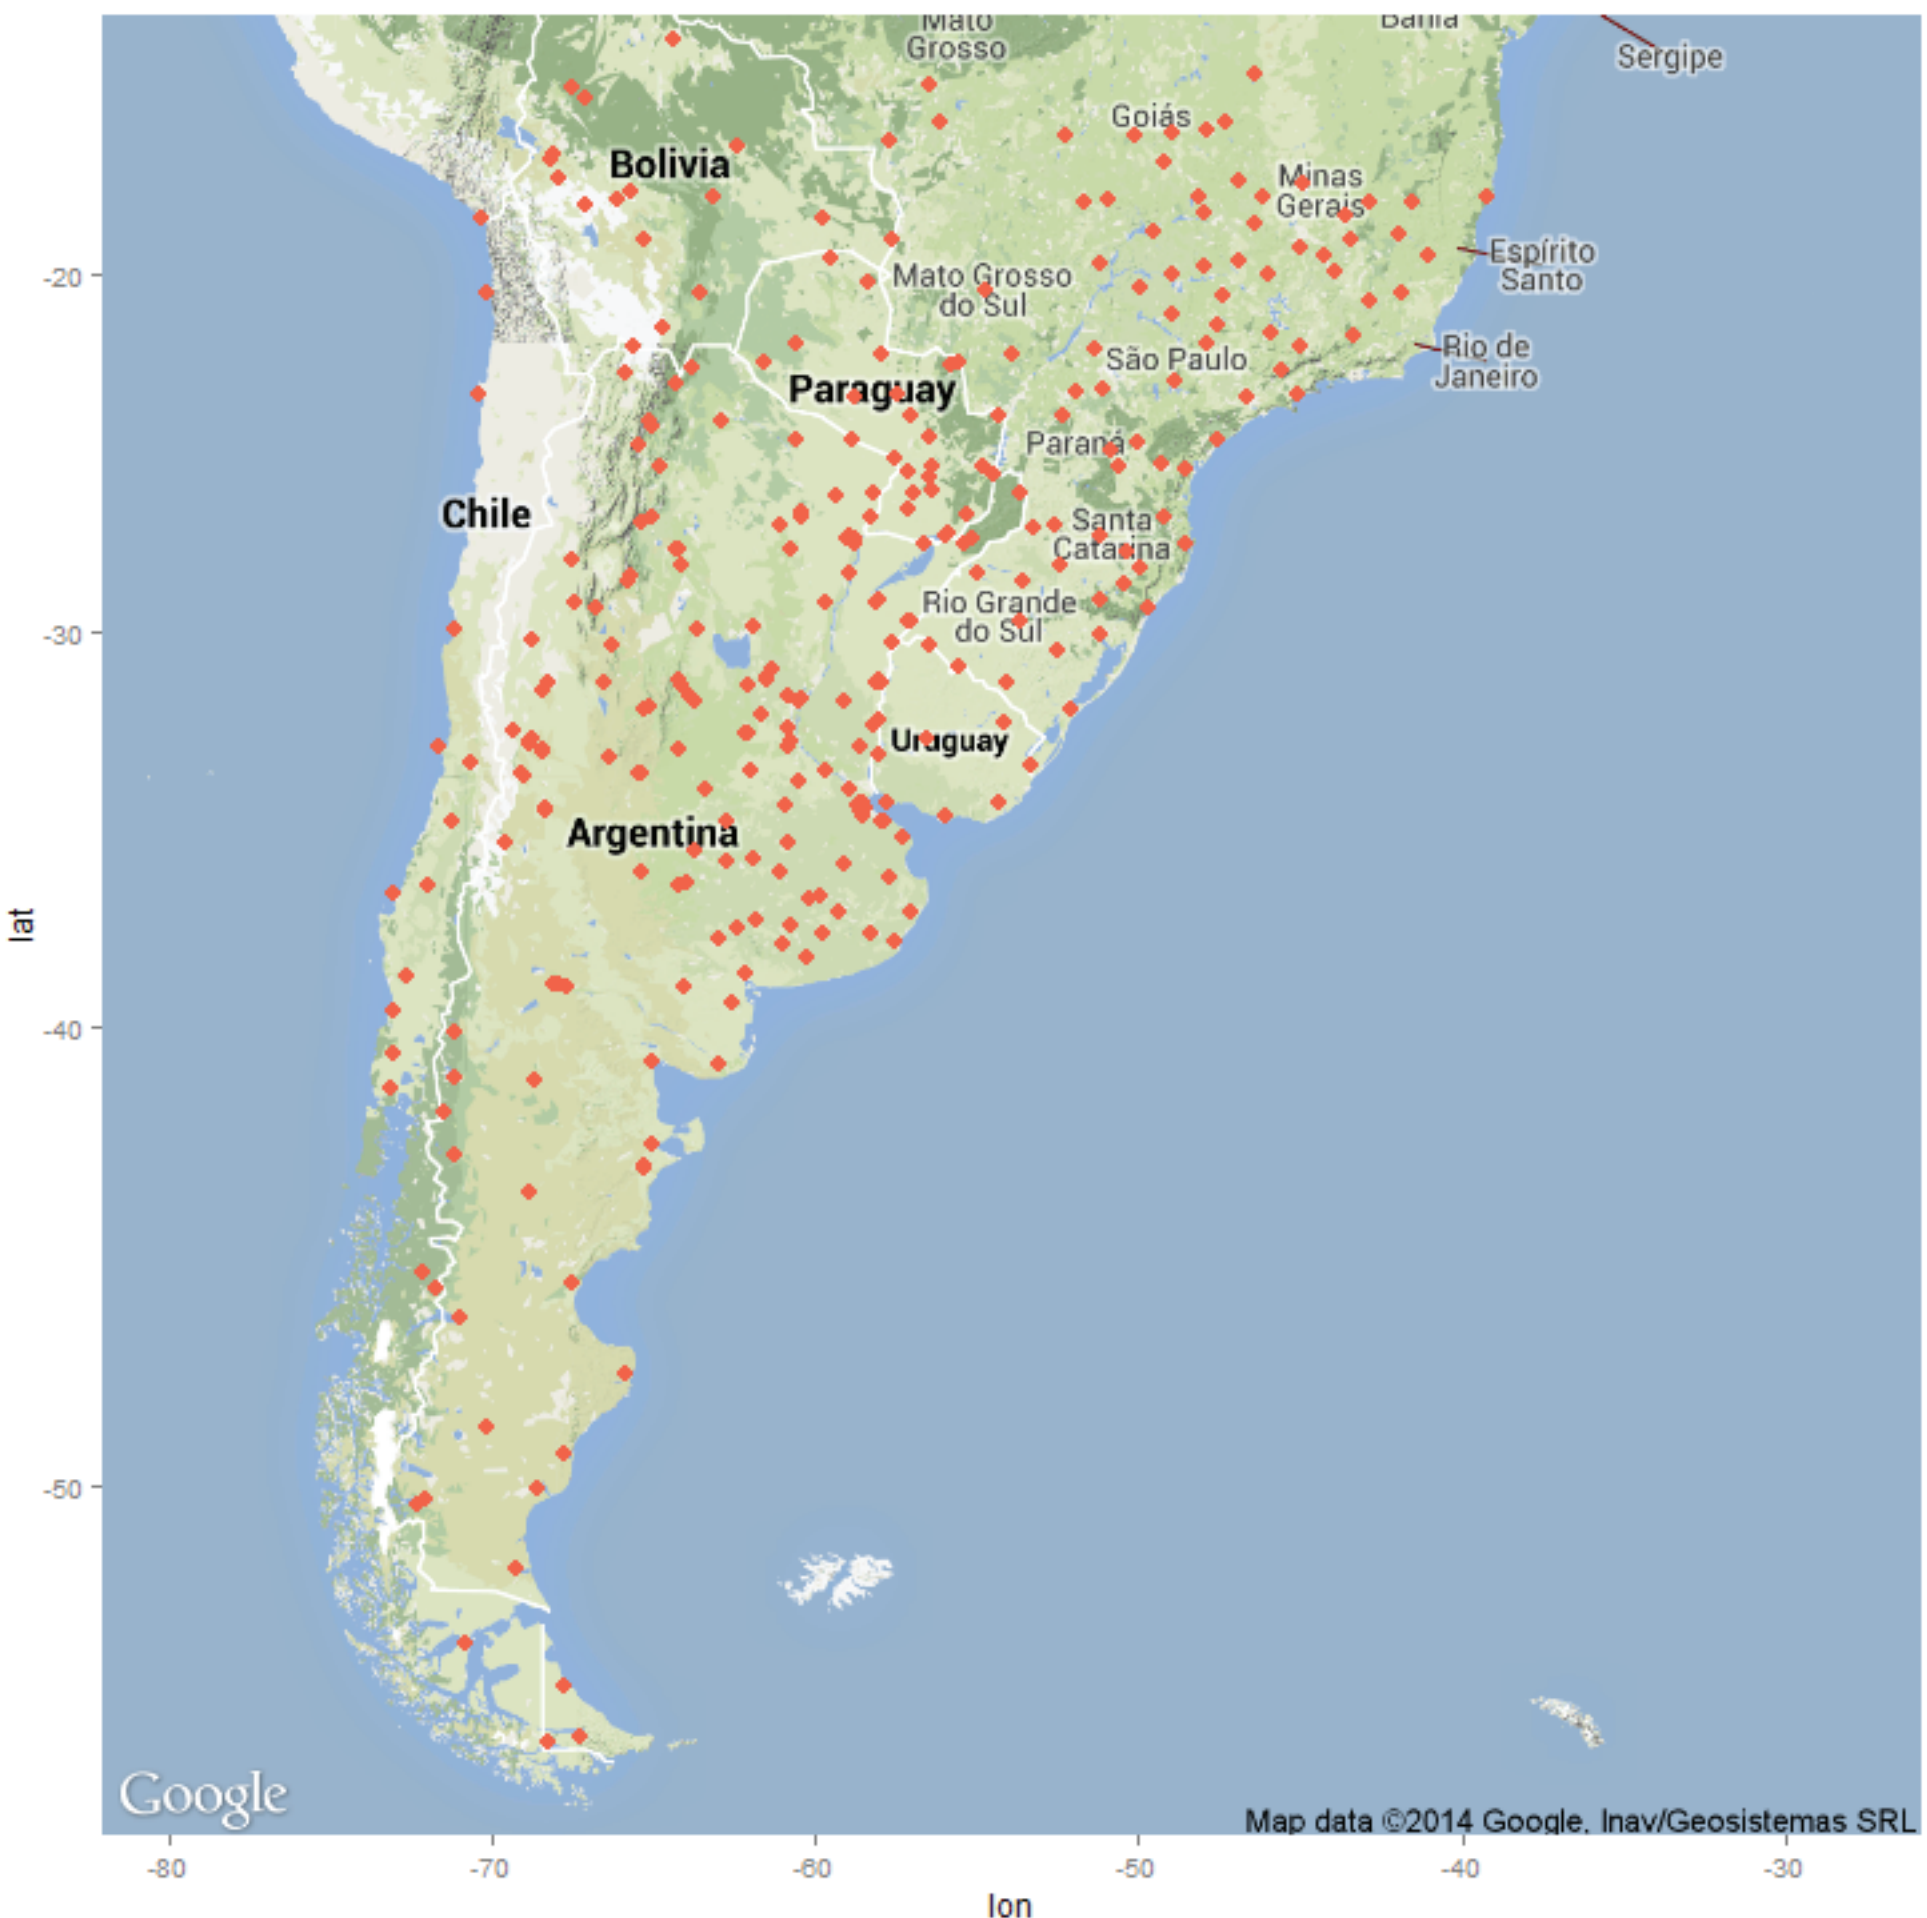 Mato
Grosso
Bahia
Sergipe
Goiás
Bolivia
Minas
Gerais
Espírito
Santo
-20
Mato Grosso
do Sul
Rio de
Janeiro
São Paulo
Paraguay
Paraná
Chile
Santa
Catarina
Rio Grande
do Sul
-30
Uruguay
Argentina
lat
-40
-50
Google
Map data ©2014 Google, Inav/Geosistemas SRL
-80
-70
-60
-50
-40
-30
lon